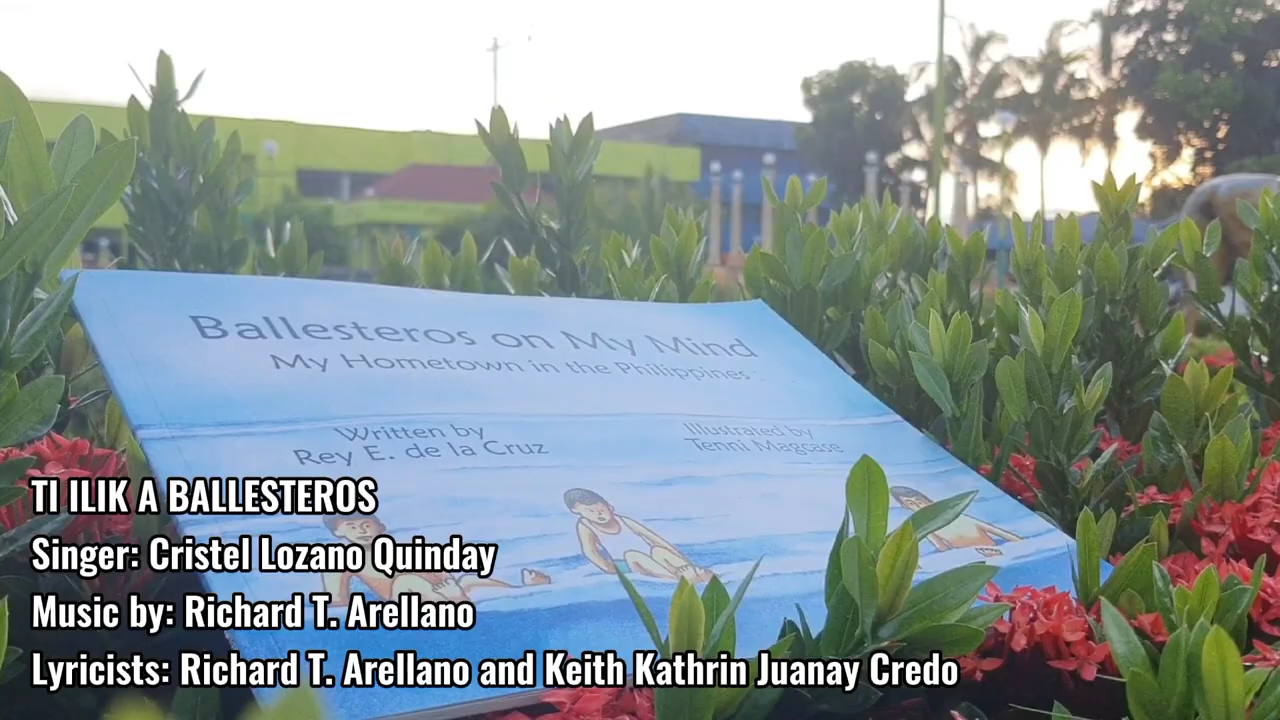 Ballesteros on My Mind
My Hometown in the Philippines
Written by
Rey E. de la Cruz
Illustrated by
Tenni Magcase
TI ILIK A BALLESTEROS
Singer: Cristel Lozano Quinday
Music by: Richard T. Arellano
Lyricists: Richard T. Arellano and Keith Kathrin Juanay Credo